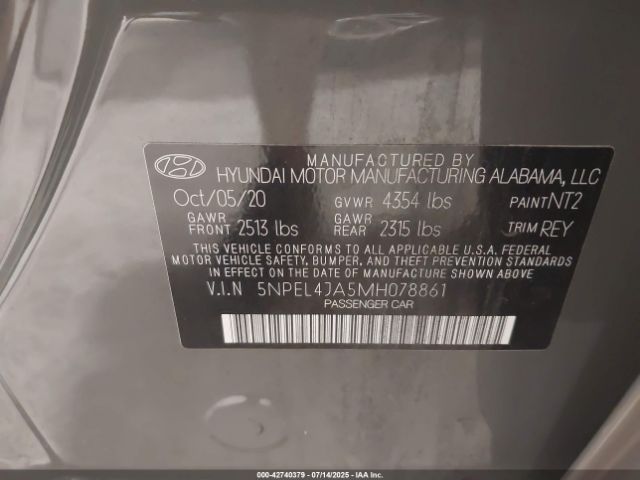 MANUFACTURED BY
HYUNDAI MOTOR MANUFACTURING ALABAMA, LLC
Oct/05/20 GVWR 4354 lbs PAINT NT2
GAWR FRONT 2513 lbs GAWR REAR 2315 lbs TRIM REY
THIS VEHICLE CONFORMS TO ALL APPLICABLE U.S.A. FEDERAL
MOTOR VEHICLE SAFETY, BUMPER, AND THEFT PREVENTION STANDARDS
IN EFFECT ON THE DATE OF MANUFACTURE SHOWN ABOVE.
V.I.N 5NPEL4JA5MH078861
PASSENGER CAR
000-42740379 - 07/14/2025 - IAA Inc.